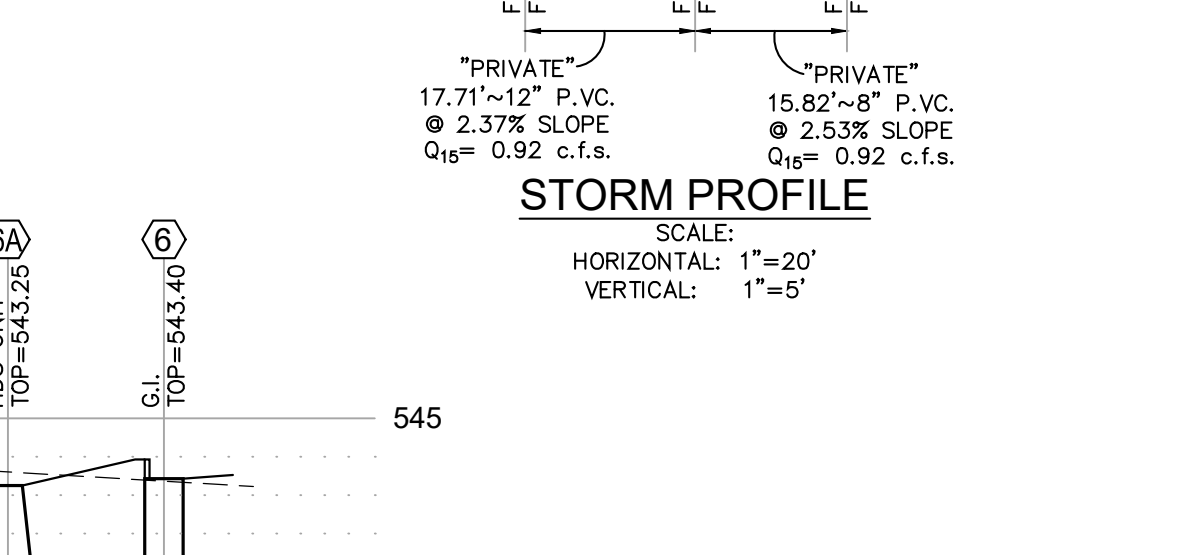 F F F F F F
"PRIVATE"
17.71'~12" P.VC.
@ 2.37% SLOPE
Q15= 0.92 c.f.s.
"PRIVATE"
15.82'~8" P.VC.
@ 2.53% SLOPE
Q15= 0.92 c.f.s.
STORM PROFILE
SCALE:
HORIZONTAL: 1"=20'
VERTICAL: 1"=5'
6A
TOP=543.25
6
G.I.
TOP=543.40
545